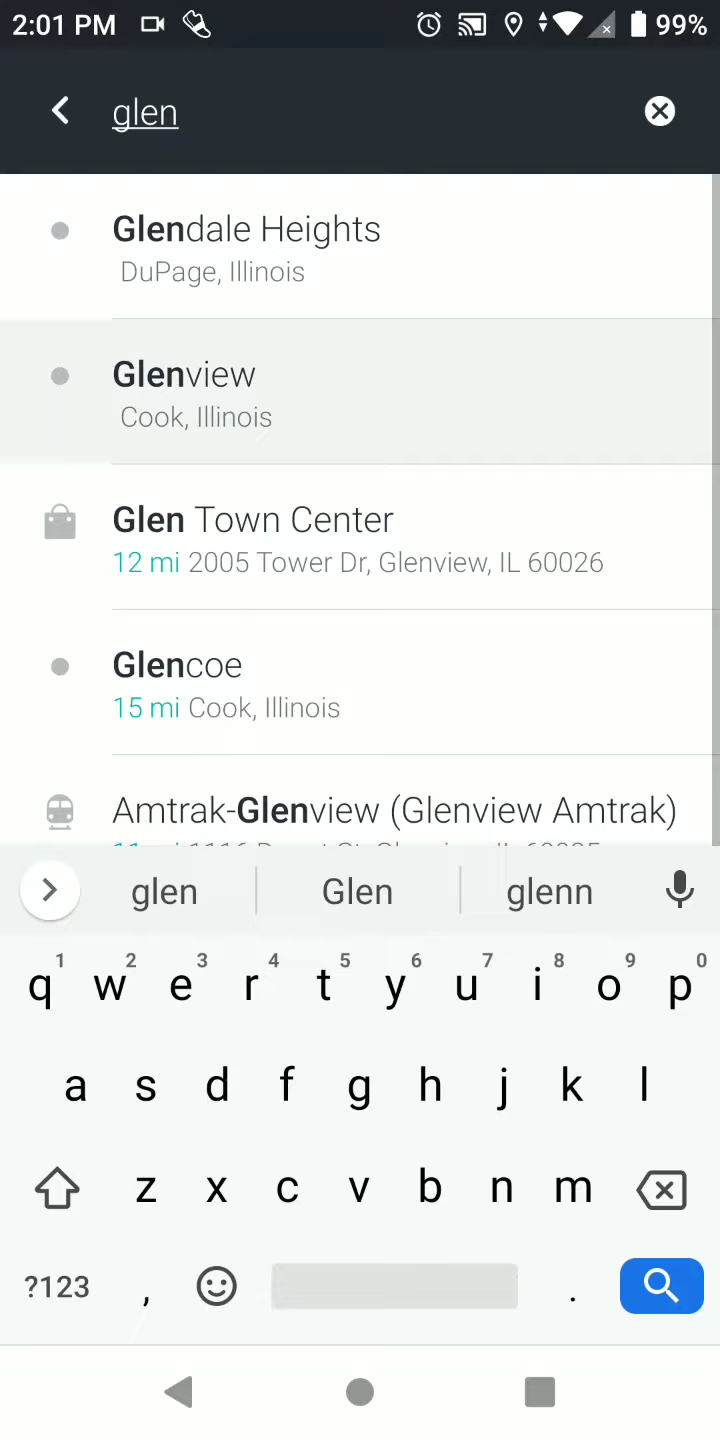 2:01 PM 99%
glen
Glendale Heights
DuPage, Illinois
Glenview
Cook, Illinois
Glen Town Center
12 mi 2005 Tower Dr, Glenview, IL 60026
Glencoe
15 mi Cook, Illinois
Amtrak-Glenview (Glenview Amtrak)
glen Glen glenn
1 2 3 4 5 6 7 8 9 0
q w e r t y u i o p
a s d f g h j k l
z x c v b n m
?123 , .